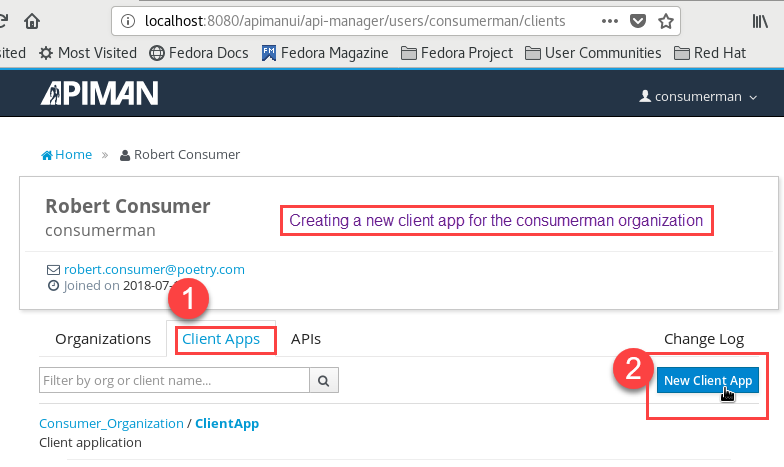 localhost:8080/apimanui/api-manager/users/consumerman/clients
sited Most Visited Fedora Docs Fedora Magazine Fedora Project User Communities Red Hat
APIMAN consumerman
Home » Robert Consumer
Robert Consumer
consumerman
Creating a new client app for the consumerman organization
robert.consumer@poetry.com
Joined on 2018-07-
1
Organizations Client Apps APIs Change Log
2
Filter by org or client name... New Client App
Consumer_Organization / ClientApp
Client application